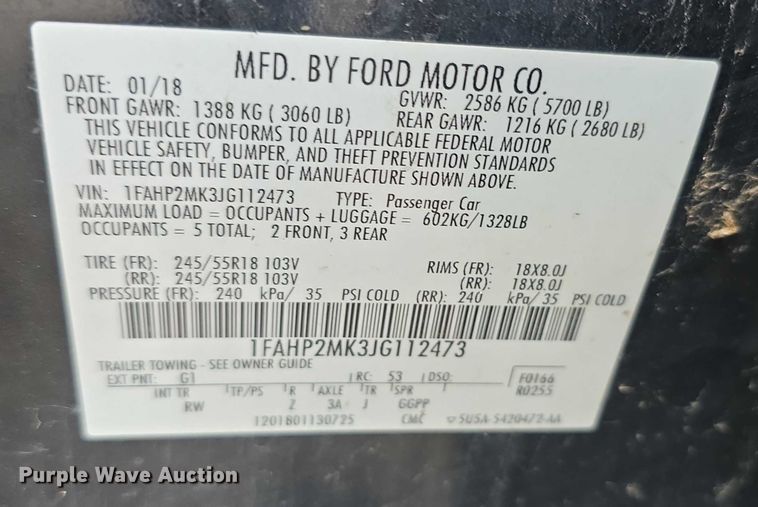 MFD. BY FORD MOTOR CO.
DATE: 01/18 GVWR: 2586 KG ( 5700 LB)
FRONT GAWR: 1388 KG ( 3060 LB) REAR GAWR: 1216 KG ( 2680 LB)
THIS VEHICLE CONFORMS TO ALL APPLICABLE FEDERAL MOTOR
VEHICLE SAFETY, BUMPER, AND THEFT PREVENTION STANDARDS
IN EFFECT ON THE DATE OF MANUFACTURE SHOWN ABOVE.
VIN: 1FAHP2MK3JG112473 TYPE: Passenger Car
MAXIMUM LOAD = OCCUPANTS + LUGGAGE = 602KG/1328LB
OCCUPANTS = 5 TOTAL; 2 FRONT, 3 REAR
TIRE (FR): 245/55R18 103V RIMS (FR): 18X8.0J
(RR): 245/55R18 103V (RR): 18X8.0J
PRESSURE (FR): 240 kPa/ 35 PSI COLD (RR): 240 kPa/ 35 PSI COLD
1FAHP2MK3JG112473
TRAILER TOWING - SEE OWNER GUIDE
EXT PNT: G1 RC: 53 DSO: F0166
INT TR TP/PS R AXLE TR SPR R0255
RW Z 3A J GGPP
1201801130725 CMC 5U5A-5420472-AA
Purple Wave Auction